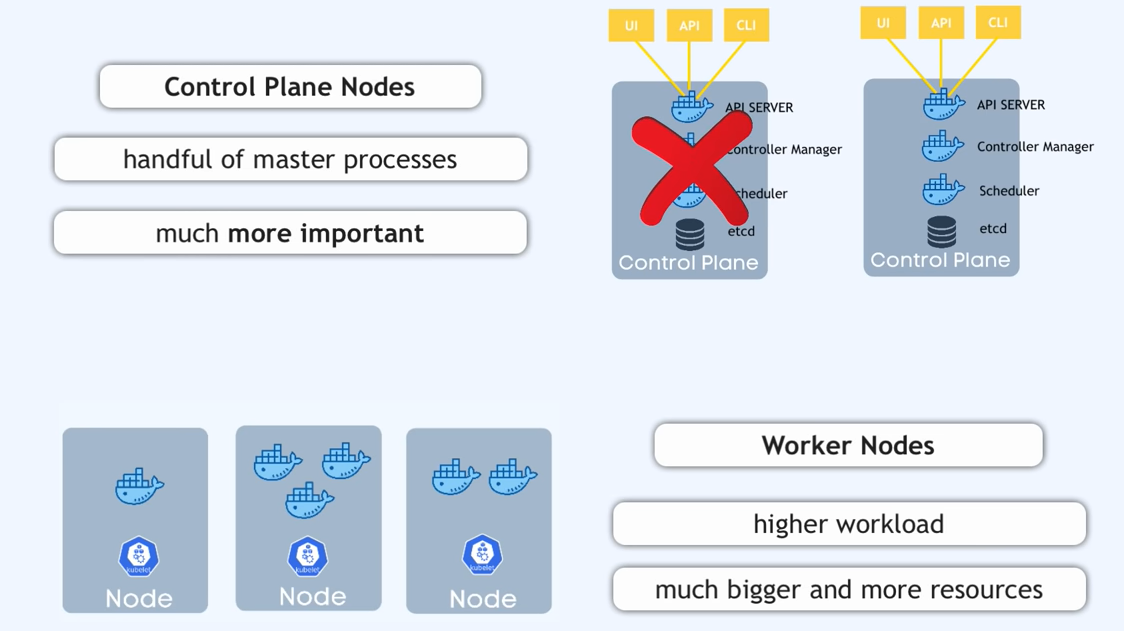 Control Plane Nodes
handful of master processes
much more important
UI API CLI
API SERVER
Controller Manager
Scheduler
etcd
Control Plane
UI API CLI
API SERVER
Controller Manager
Scheduler
etcd
Control Plane
kubelet
Node
kubelet
Node
kubelet
Node
Worker Nodes
higher workload
much bigger and more resources